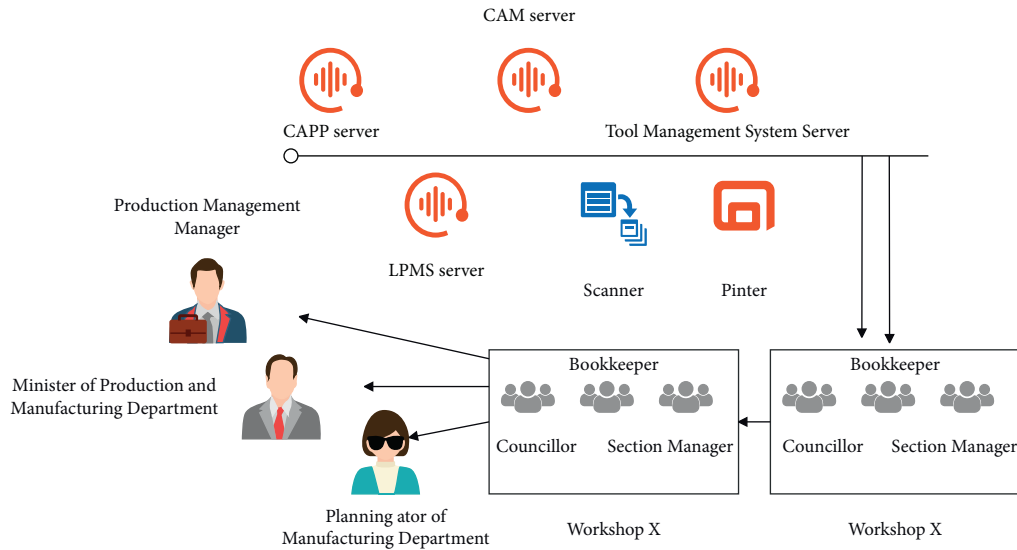 CAM server
CAPP server
Tool Management System Server
Production Management
Manager
LPMS server
Scanner
Pinter
Minister of Production and
Manufacturing Department
Bookkeeper
Councillor
Section Manager
Bookkeeper
Councillor
Section Manager
Planning ator of
Manufacturing Department
Workshop X
Workshop X